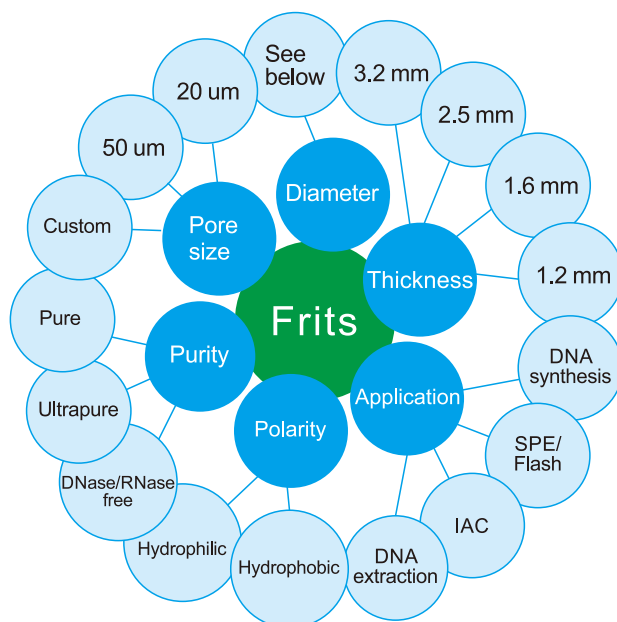 See
below
3.2 mm
20 um
2.5 mm
50 um
1.6 mm
Diameter
Custom
Pore
size
Thickness
1.2 mm
Pure
Frits
Purity
DNA
synthesis
Application
Ultrapure
Polarity
SPE/
Flash
DNase/RNase
free
IAC
Hydrophilic
Hydrophobic
DNA
extraction